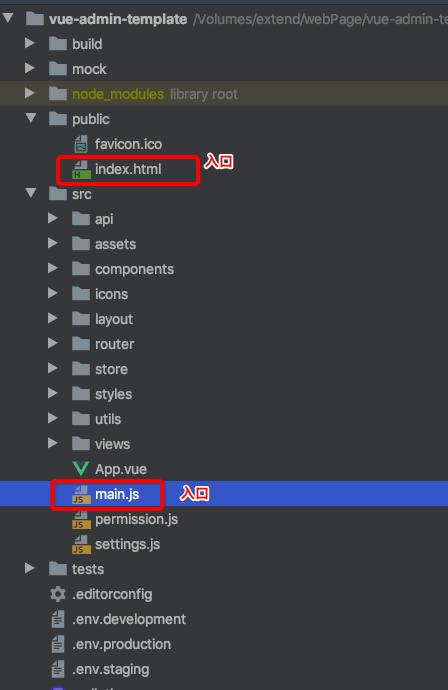 vue-admin-template /Volumes/extend/webPage/vue-admin-t
build
mock
node_modules library root
public
favicon.ico
index.html 入口
src
api
assets
components
icons
layout
router
store
styles
utils
views
App.vue
main.js 入口
permission.js
settings.js
tests
.editorconfig
.env.development
.env.production
.env.staging